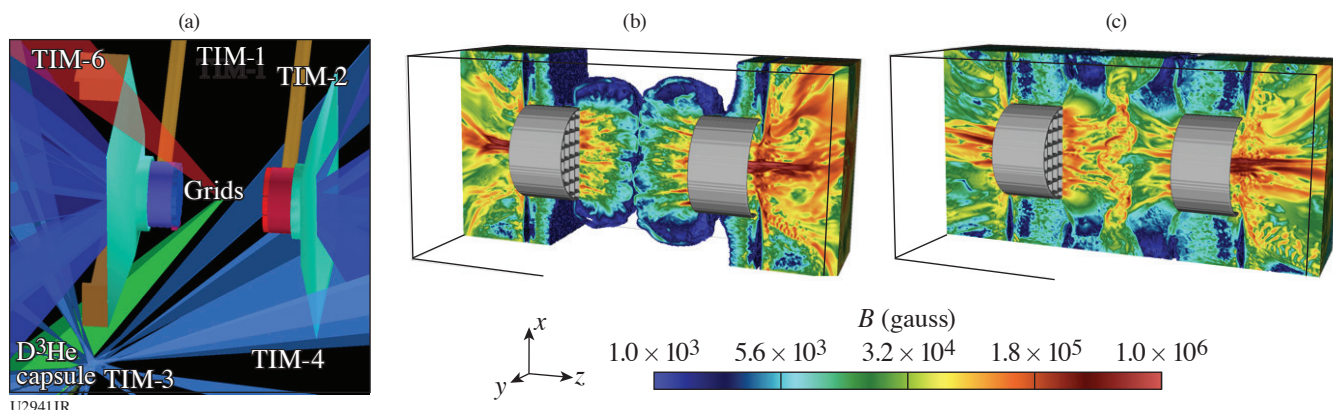 (a)
(b)
(c)
TIM-6
TIM-1
TIM-2
Grids
D³He
capsule
TIM-3
TIM-4
U2941JR
x
y
z
B (gauss)
1.0 × 10³ 5.6 × 10³ 3.2 × 10⁴ 1.8 × 10⁵ 1.0 × 10⁶